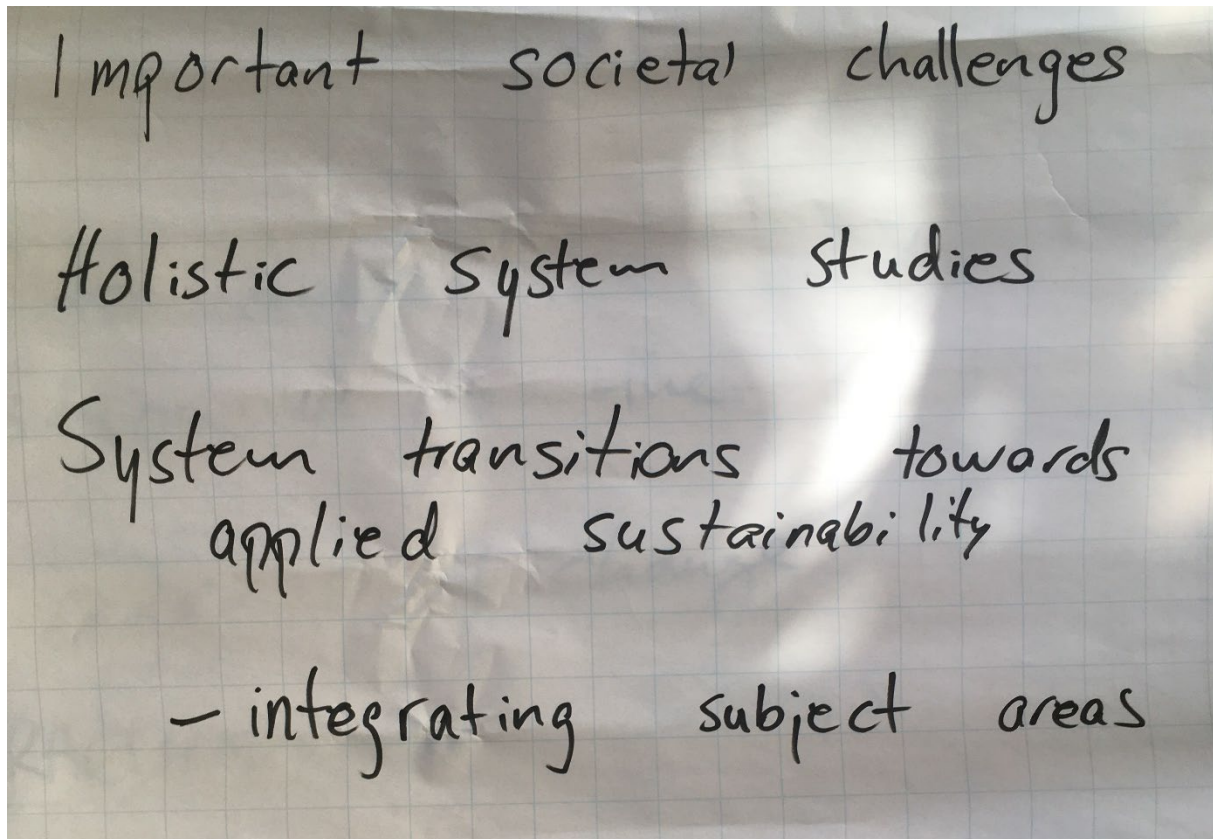 Important societal challenges
Holistic system studies
System transitions towards
applied sustainability
- integrating subject areas